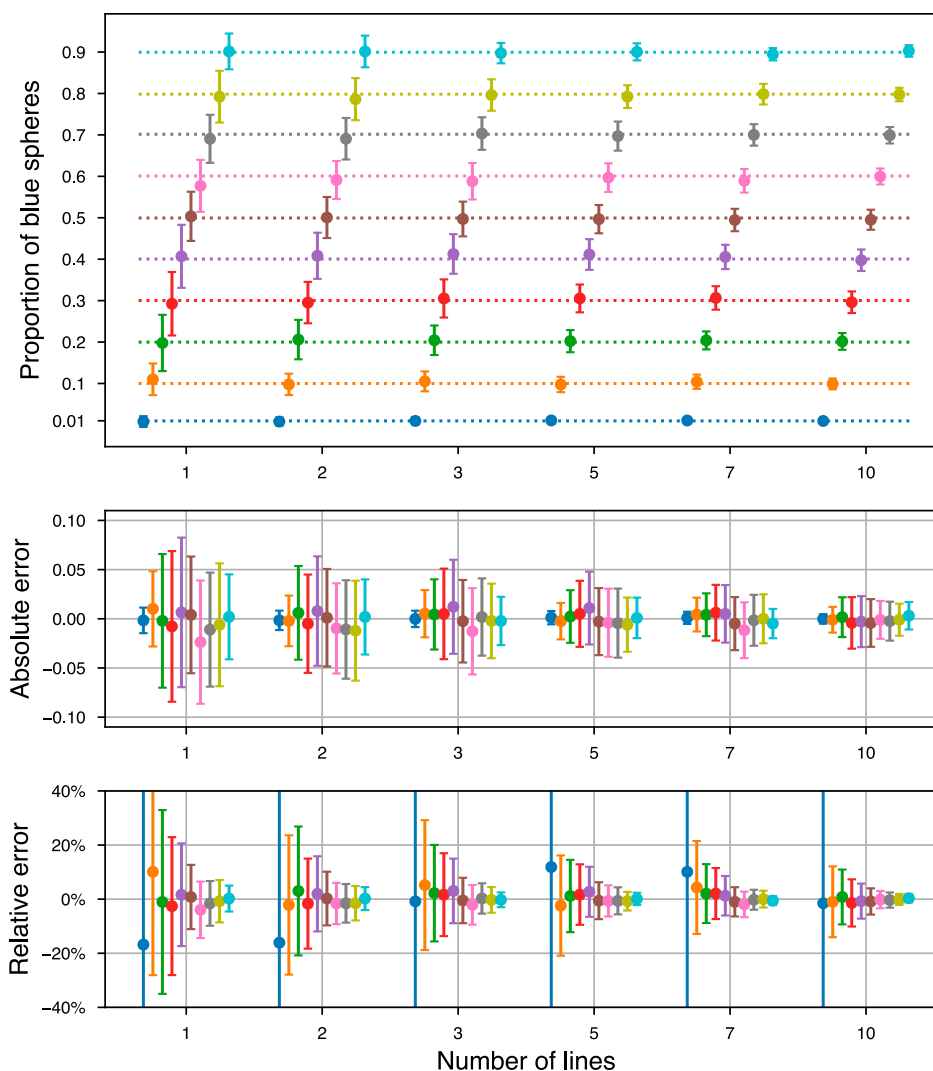 Proportion of blue spheres
0.9
0.8
0.7
0.6
0.5
0.4
0.3
0.2
0.1
0.01
1 2 3 5 7 10
Absolute error
0.10
0.05
0.00
−0.05
−0.10
1 2 3 5 7 10
Relative error
40%
20%
0%
−20%
−40%
1 2 3 5 7 10
Number of lines